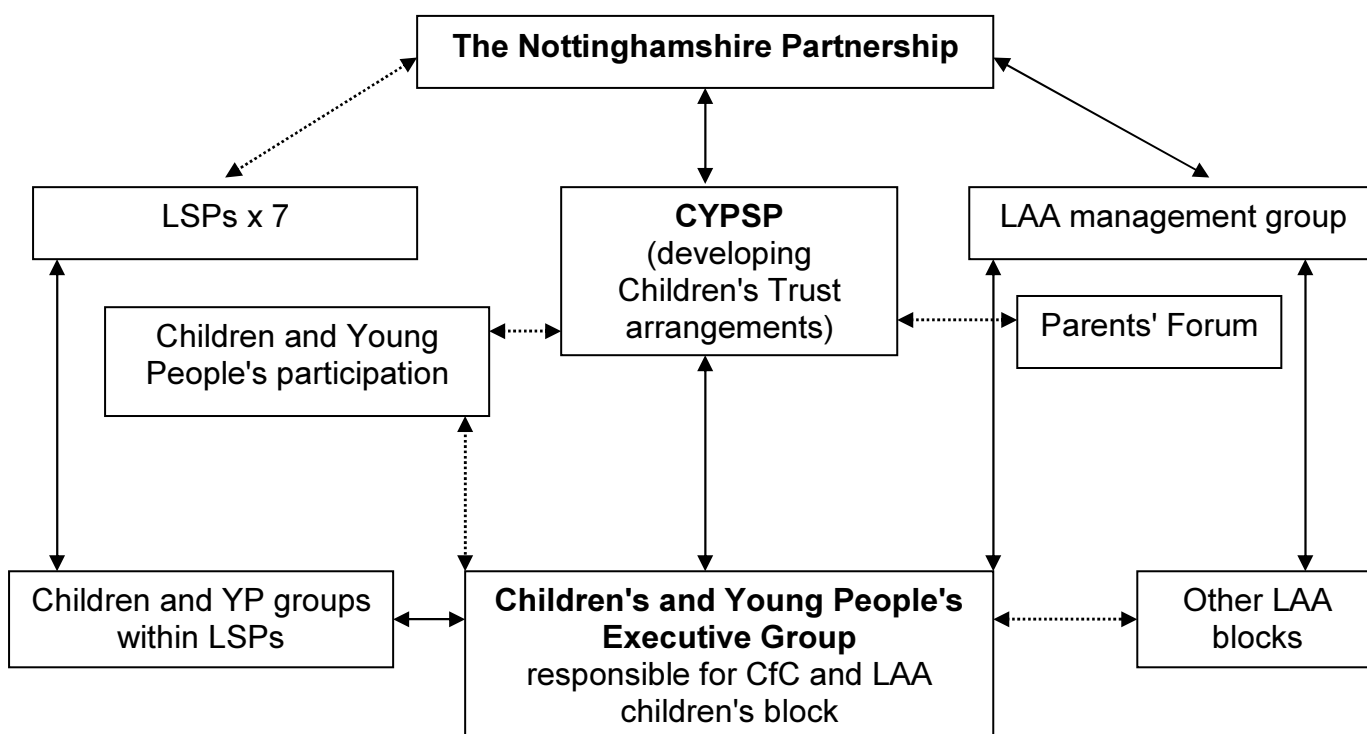 The Nottinghamshire Partnership
LSPs x 7
CYPSP
(developing
Children's Trust
arrangements)
LAA management group
Children and Young
People's participation
Parents' Forum
Children and YP groups
within LSPs
Children's and Young People's
Executive Group
responsible for CfC and LAA
children's block
Other LAA
blocks